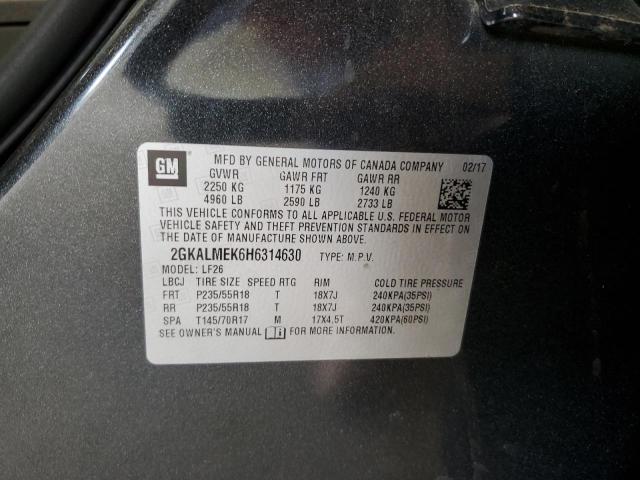 GM
MFD BY GENERAL MOTORS OF CANADA COMPANY 02/17
GVWR GAWR FRT GAWR RR
2250 KG 1175 KG 1240 KG
4960 LB 2590 LB 2733 LB
THIS VEHICLE CONFORMS TO ALL APPLICABLE U.S. FEDERAL MOTOR
VEHICLE SAFETY AND THEFT PREVENTION STANDARDS IN EFFECT ON
THE DATE OF MANUFACTURE SHOWN ABOVE.
2GKALMEK6H6314630 TYPE: M.P.V.
MODEL: LF26
LBCJ TIRE SIZE SPEED RTG RIM COLD TIRE PRESSURE
FRT P235/55R18 T 18X7J 240KPA(35PSI)
RR P235/55R18 T 18X7J 240KPA(35PSI)
SPA T145/70R17 M 17X4.5T 420KPA(60PSI)
SEE OWNER'S MANUAL FOR MORE INFORMATION.